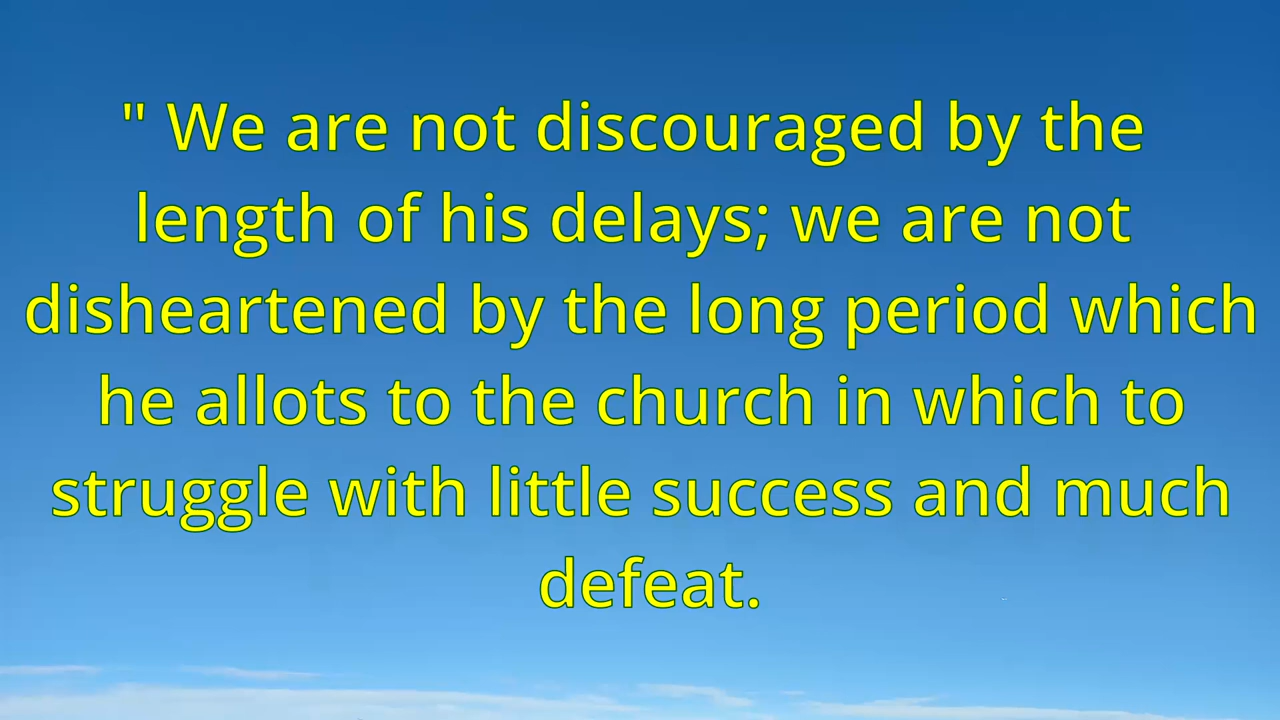 " We are not discouraged by the
length of his delays; we are not
disheartened by the long period which
he allots to the church in which to
struggle with little success and much
defeat.